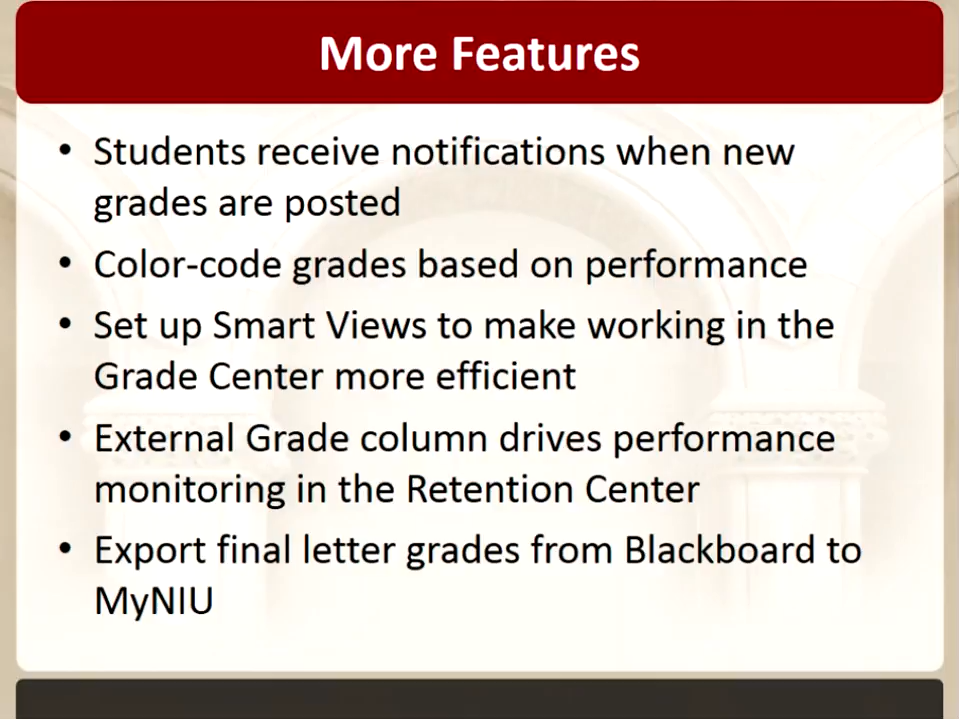 More Features
• Students receive notifications when new
grades are posted
• Color-code grades based on performance
• Set up Smart Views to make working in the
Grade Center more efficient
• External Grade column drives performance
monitoring in the Retention Center
• Export final letter grades from Blackboard to
MyNIU